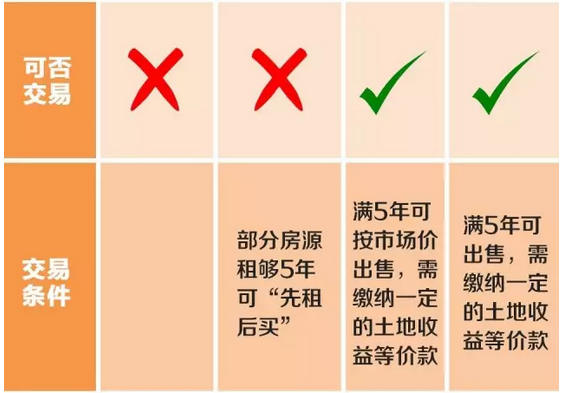 可否
交易
交易
条件
部分房源
租够5年
可“先租
后买”
满5年可
按市场价
出售，需
缴纳一定
的土地收
益等价款
满5年可
出售，需
缴纳一定
的土地收
益等价款